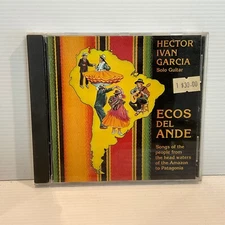 HECTOR
IVAN
GARCIA
Solo Guitar
ECOS
DEL
ANDE
Songs of the
people from
the head waters
of the Amazon
to Patagonia